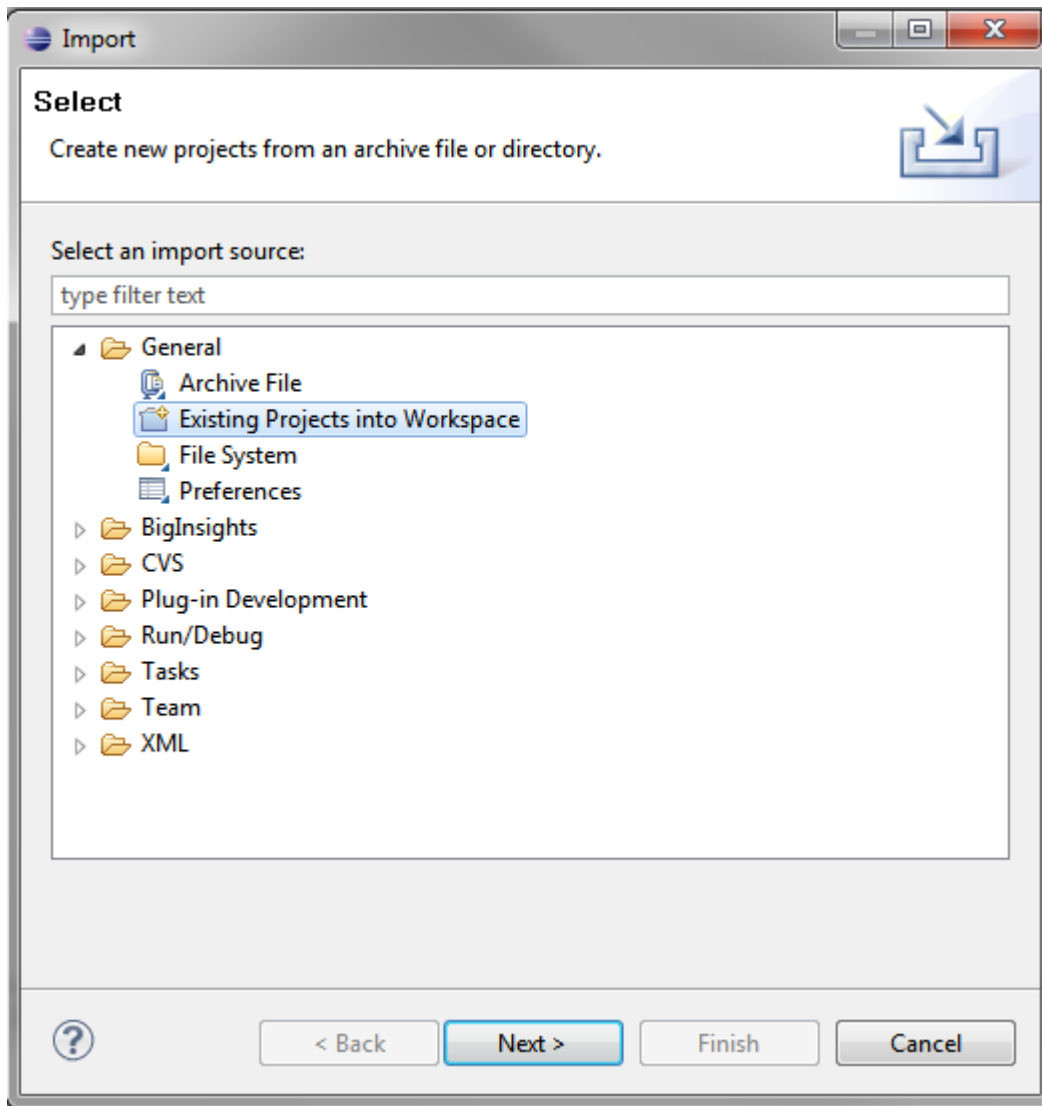 Import
Select
Create new projects from an archive file or directory.
Select an import source:
type filter text
General
Archive File
Existing Projects into Workspace
File System
Preferences
BigInsights
CVS
Plug-in Development
Run/Debug
Tasks
Team
XML
? < Back Next > Finish Cancel